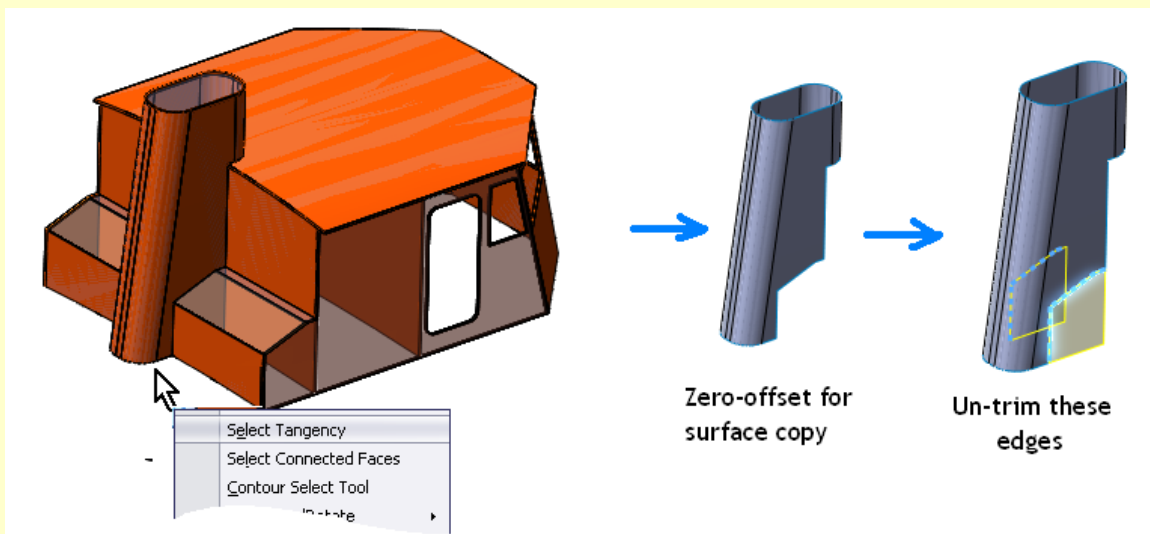 Select Tangency
Select Connected Faces
Contour Select Tool
Zero-offset for
surface copy
Un-trim these
edges